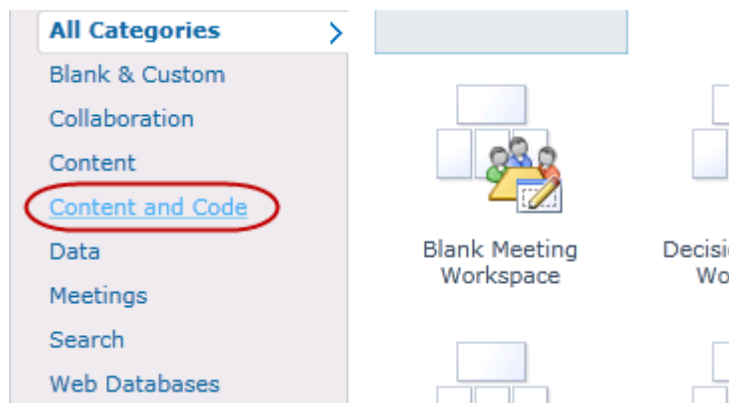 All Categories
Blank & Custom
Collaboration
Content
Content and Code
Data
Meetings
Search
Web Databases
Blank Meeting
Workspace